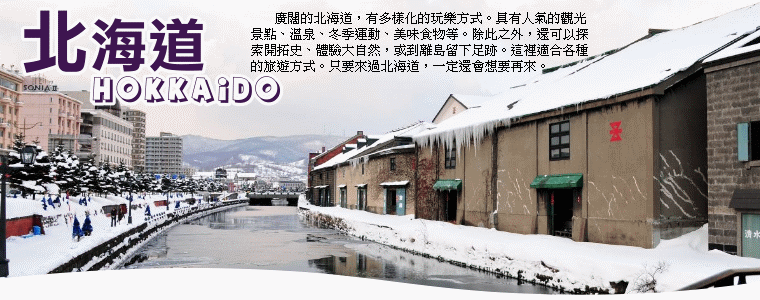 北海道
HOKKAiDO
廣闊的北海道，有多樣化的玩樂方式。具有人氣的觀光
景點、溫泉、冬季運動、美味食物等。除此之外，還可以探
索開拓史、體驗大自然，或到離島留下足跡。這裡適合各種
的旅遊方式。只要來過北海道，一定還會想要再來。
SONIA II
清水